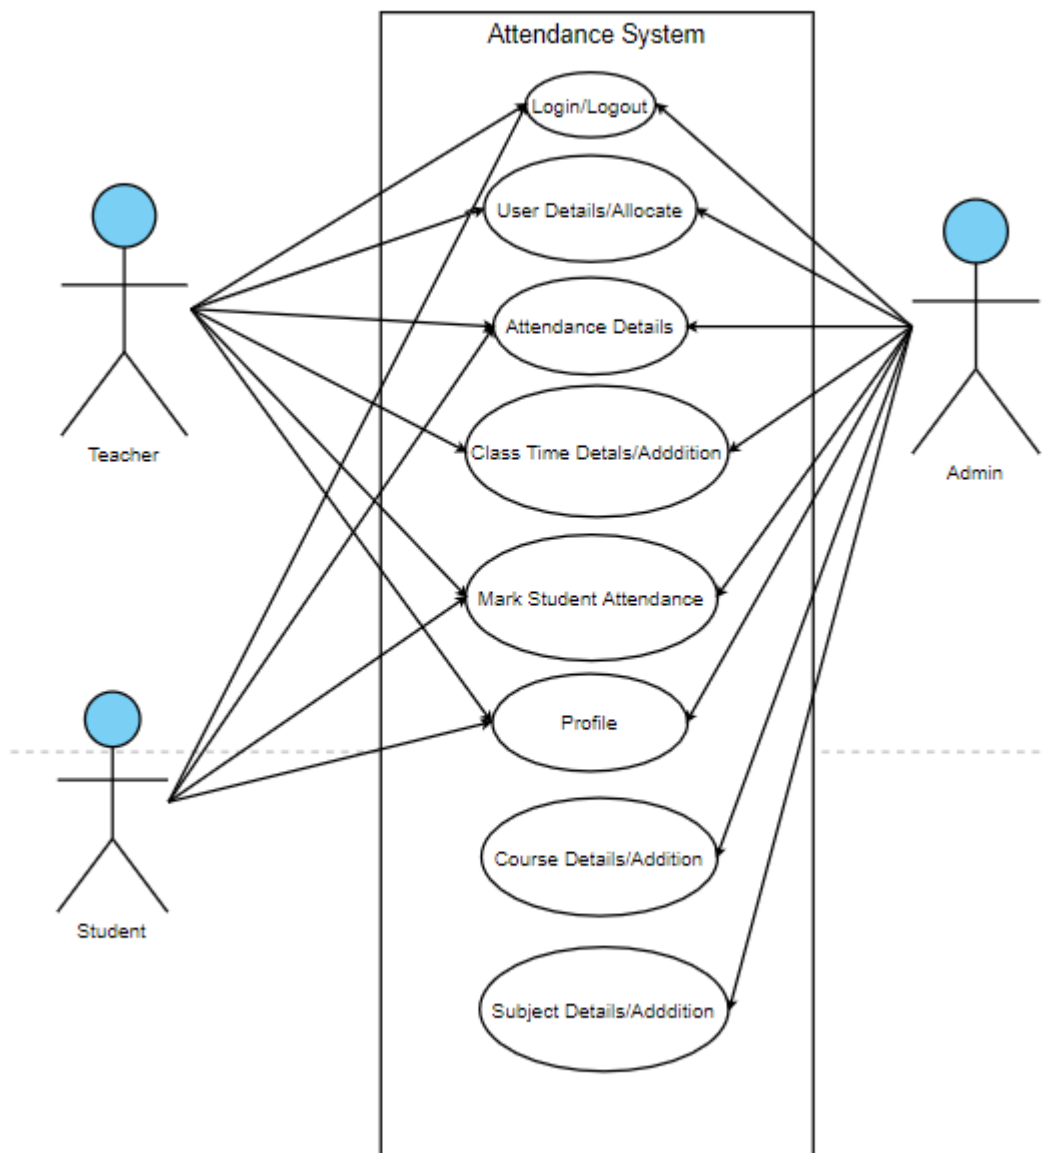 Attendance System
Login/Logout
User Details/Allocate
Attendance Details
Teacher
Class Time Detals/Adddition
Admin
Mark Student Attendance
Profile
Course Details/Addition
Student
Subject Details/Adddition